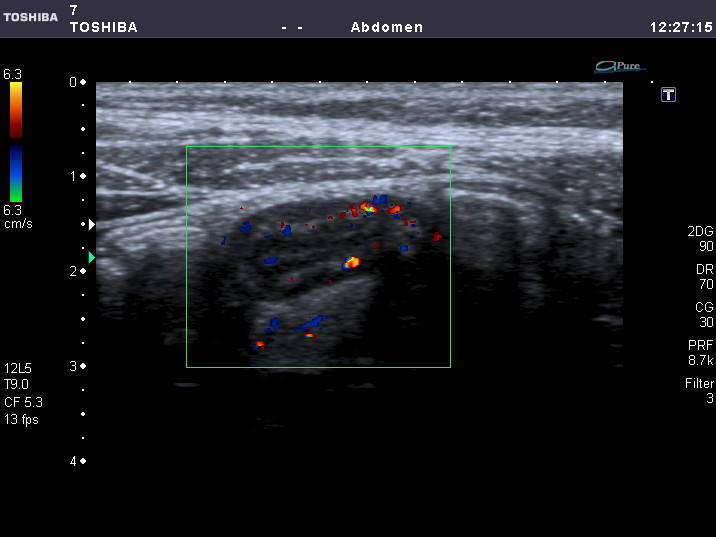 TOSHIBA
7
TOSHIBA - - Abdomen 12:27:15
aPure
T
6.3
6.3
cm/s
0
1
2
3
4
2DG
90
DR
70
CG
30
PRF
8.7k
Filter
3
12L5
T9.0
CF 5.3
13 fps